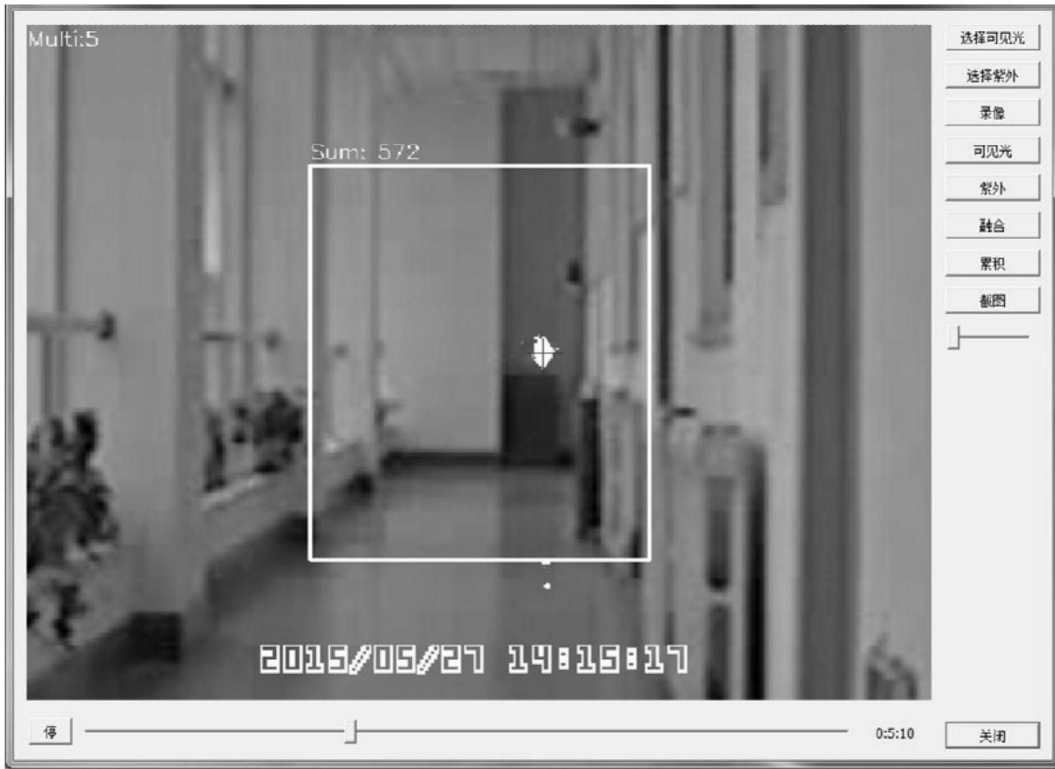 Multi:5
Sum: 572
2015/05/27 14:15:17
选择可见光
选择紫外
录像
可见光
紫外
融合
累积
截图
停
0:5:10
关闭